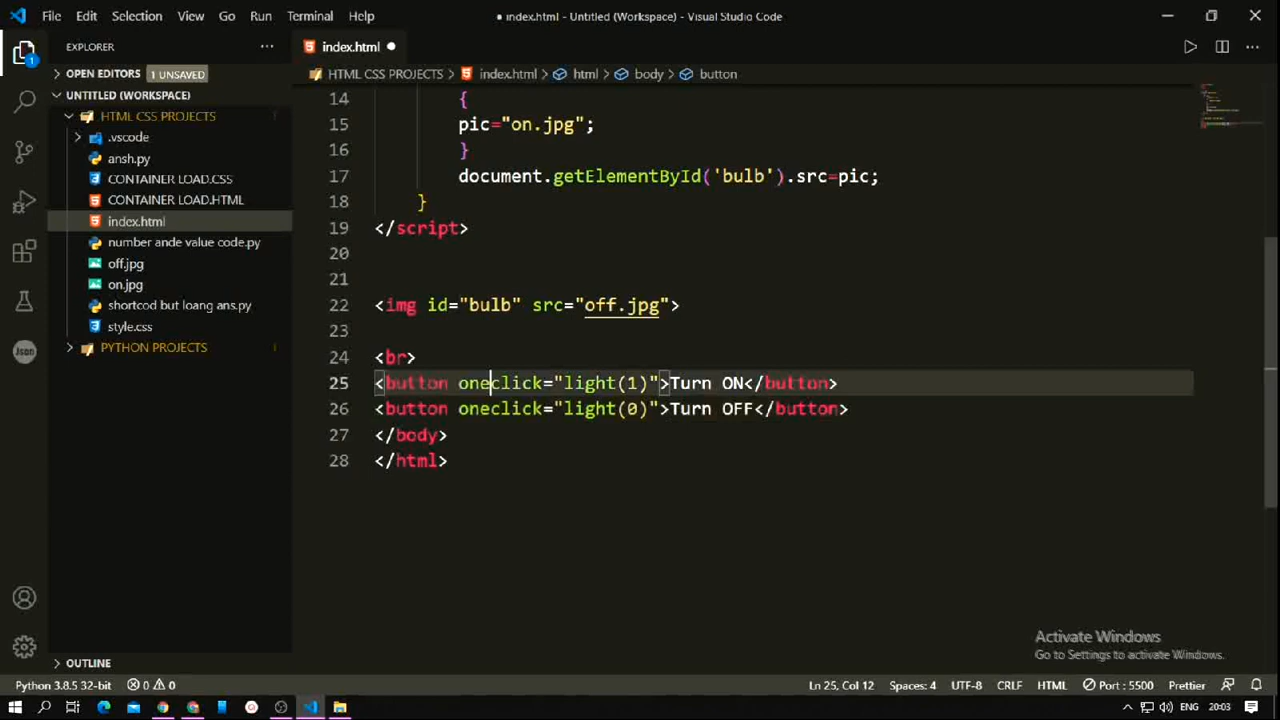 File Edit Selection View Go Run Terminal Help
● index.html - Untitled (Workspace) - Visual Studio Code
EXPLORER
OPEN EDITORS 1 UNSAVED
UNTITLED (WORKSPACE)
HTML CSS PROJECTS
.vscode
ansh.py
CONTAINER LOAD.CSS
CONTAINER LOAD.HTML
index.html
number ande value code.py
off.jpg
on.jpg
shortcod but loang ans.py
style.css
PYTHON PROJECTS
OUTLINE
1
Json
index.html ●
HTML CSS PROJECTS > index.html > html > body > button
14 {
15 pic="on.jpg";
16 }
17 document.getElementById('bulb').src=pic;
18 }
19 </script>
20
21
22 <img id="bulb" src="off.jpg">
23
24 <br>
25 <button oneclick="light(1)">Turn ON</button>
26 <button oneclick="light(0)">Turn OFF</button>
27 </body>
28 </html>
Activate Windows
Go to Settings to activate Windows.
Python 3.8.5 32-bit 0 0 Ln 25, Col 12 Spaces: 4 UTF-8 CRLF HTML Port : 5500 Prettier
ENG 20:03